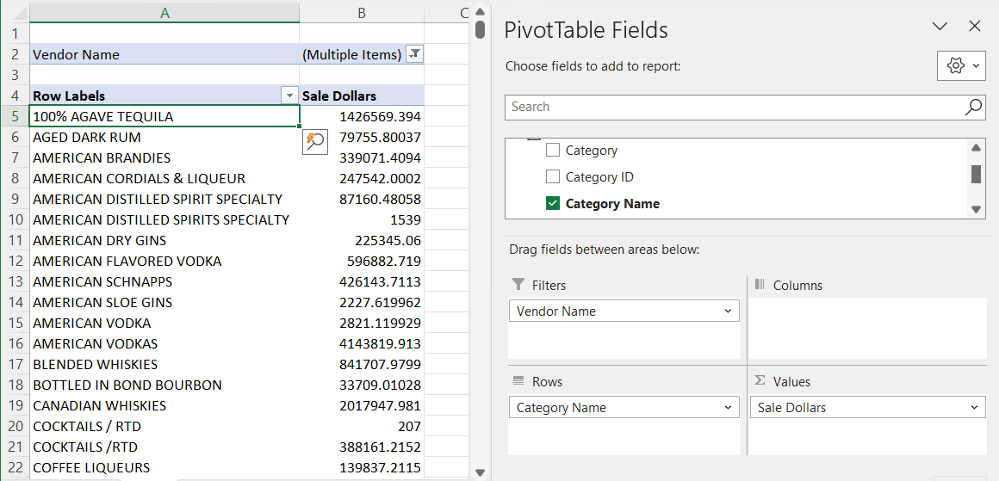 A B C
1
2 Vendor Name (Multiple Items)
3
4 Row Labels Sale Dollars
5 100% AGAVE TEQUILA 1426569.394
6 AGED DARK RUM 79755.80037
7 AMERICAN BRANDIES 339071.4094
8 AMERICAN CORDIALS & LIQUEUR 247542.0002
9 AMERICAN DISTILLED SPIRIT SPECIALTY 87160.48058
10 AMERICAN DISTILLED SPIRITS SPECIALTY 1539
11 AMERICAN DRY GINS 225345.06
12 AMERICAN FLAVORED VODKA 596882.719
13 AMERICAN SCHNAPPS 426143.7113
14 AMERICAN SLOE GINS 2227.619962
15 AMERICAN VODKA 2821.119929
16 AMERICAN VODKAS 4143819.913
17 BLENDED WHISKIES 841707.9799
18 BOTTLED IN BOND BOURBON 33709.01028
19 CANADIAN WHISKIES 2017947.981
20 COCKTAILS / RTD 207
21 COCKTAILS /RTD 388161.2152
22 COFFEE LIQUEURS 139837.2115
PivotTable Fields
Choose fields to add to report:
Search
Category
Category ID
Category Name
Drag fields between areas below:
Filters
Vendor Name
Columns
Rows
Category Name
Σ Values
Sale Dollars